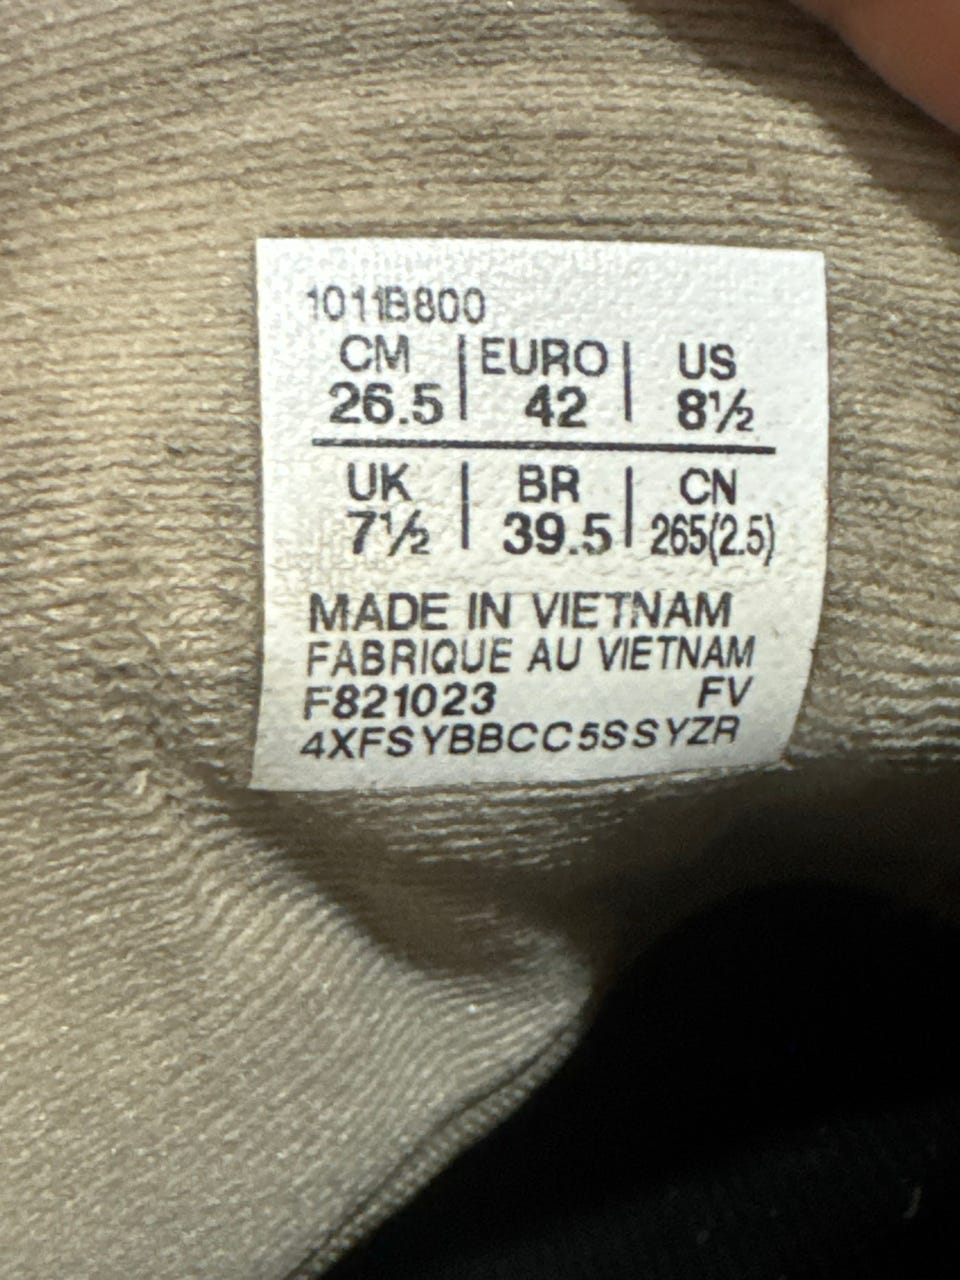 1011B800
CM | EURO | US
26.5 | 42 | 8½
UK | BR | CN
7½ | 39.5 | 265(2.5)
MADE IN VIETNAM
FABRIQUE AU VIETNAM
F821023 FV
4XFSYBBCC5SSYZR